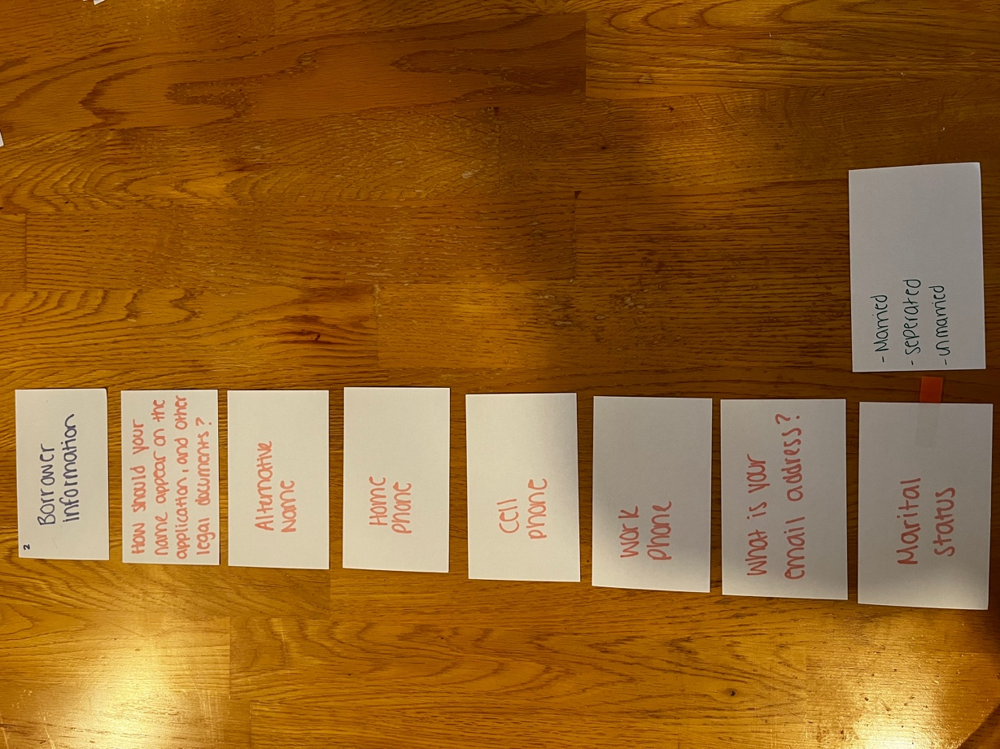 2
Borrower
information
How should your
name appear on the
application, and other
legal documents?
Alternative
Name
Home
phone
Cell
phone
Work
phone
What is your
email address?
Marital
status
- Married
- seperated
- unmarried